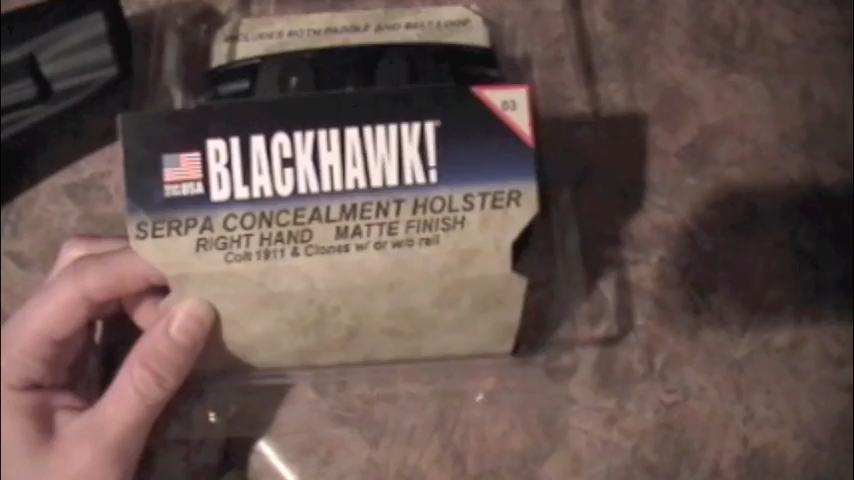 INCLUDES BOTH PADDLE AND BELT LOOP
03
BLACKHAWK!
USA
SERPA CONCEALMENT HOLSTER
RIGHT HAND MATTE FINISH
Colt 1911 & Clones w/ or w/o rail